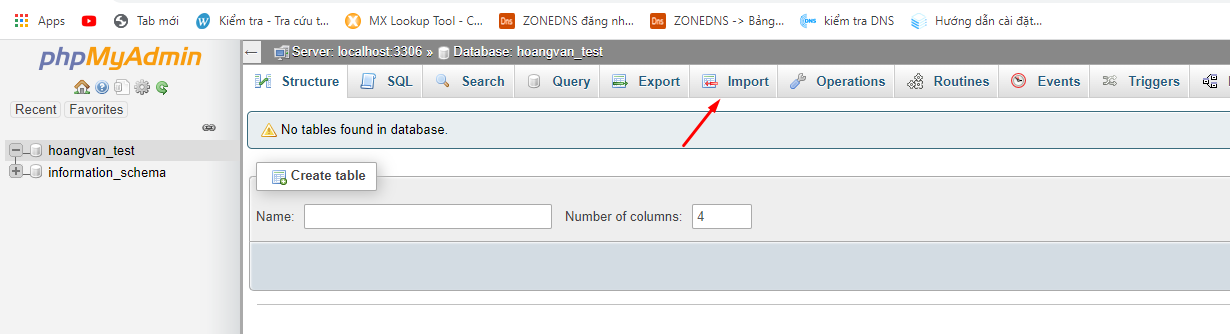 Apps Tab mới Kiểm tra - Tra cứu t... MX Lookup Tool - C... ZONEDNS đăng nh... ZONEDNS -> Bảng... kiểm tra DNS Hướng dẫn cài đặt...
phpMyAdmin
Recent Favorites
hoangvan_test
information_schema
Server: localhost:3306 » Database: hoangvan_test
Structure SQL Search Query Export Import Operations Routines Events Triggers
No tables found in database.
Create table
Name: Number of columns: 4